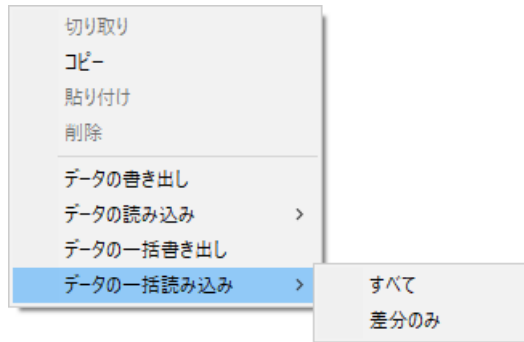 切り取り
コピー
貼り付け
削除
データの書き出し
データの読み込み
データの一括書き出し
データの一括読み込み
すべて
差分のみ